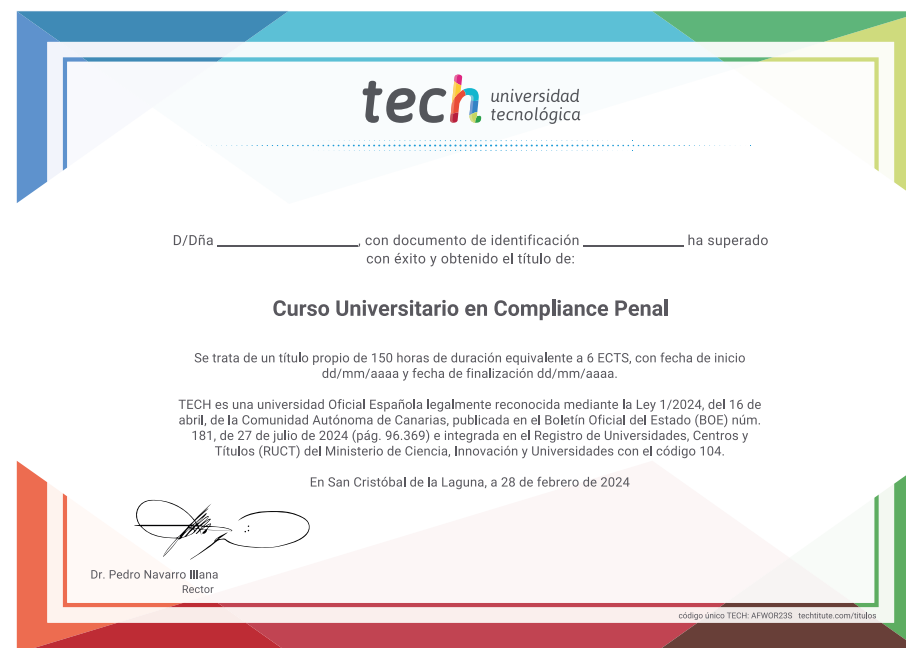 tech universidad
tecnológica
D/Dña ______________, con documento de identificación __________ ha superado
con éxito y obtenido el título de:
Curso Universitario en Compliance Penal
Se trata de un título propio de 150 horas de duración equivalente a 6 ECTS, con fecha de inicio
dd/mm/aaaa y fecha de finalización dd/mm/aaaa.
TECH es una universidad Oficial Española legalmente reconocida mediante la Ley 1/2024, del 16 de
abril, de la Comunidad Autónoma de Canarias, publicada en el Boletín Oficial del Estado (BOE) núm.
181, de 27 de julio de 2024 (pág. 96.369) e integrada en el Registro de Universidades, Centros y
Títulos (RUCT) del Ministerio de Ciencia, Innovación y Universidades con el código 104.
En San Cristóbal de la Laguna, a 28 de febrero de 2024
Dr. Pedro Navarro Illana
Rector
código único TECH: AFWOR23S techtitute.com/titulos